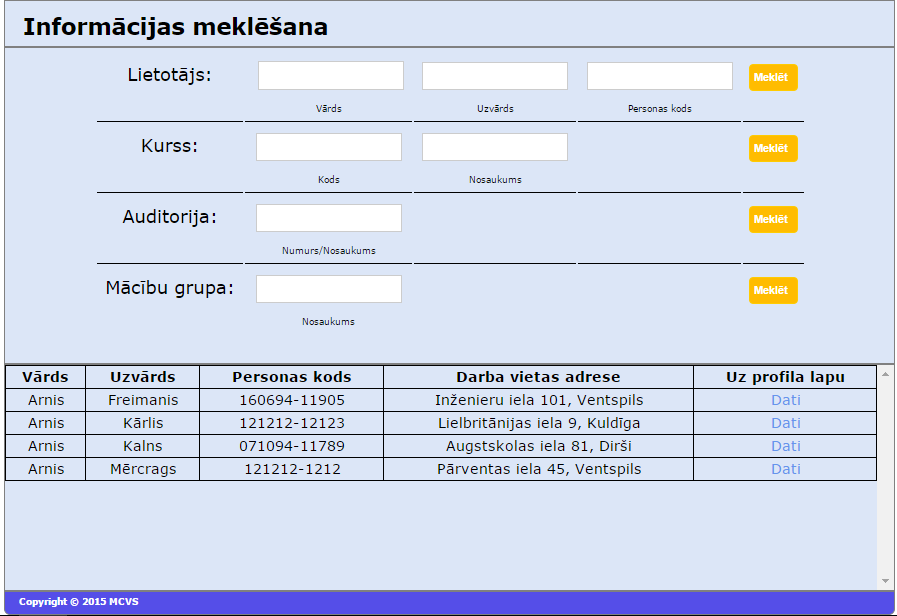 Informācijas meklēšana
Lietotājs: Meklēt
Vārds Uzvārds Personas kods
Kurss: Meklēt
Kods Nosaukums
Auditorija: Meklēt
Numurs/Nosaukums
Mācību grupa: Meklēt
Nosaukums
Vārds Uzvārds Personas kods Darba vietas adrese Uz profila lapu
Arnis Freimanis 160694-11905 Inženieru iela 101, Ventspils Dati
Arnis Kārlis 121212-12123 Lielbritānijas iela 9, Kuldīga Dati
Arnis Kalns 071094-11789 Augstskolas iela 81, Dirši Dati
Arnis Mērcrags 121212-1212 Pārventas iela 45, Ventspils Dati
Copyright © 2015 MCVS